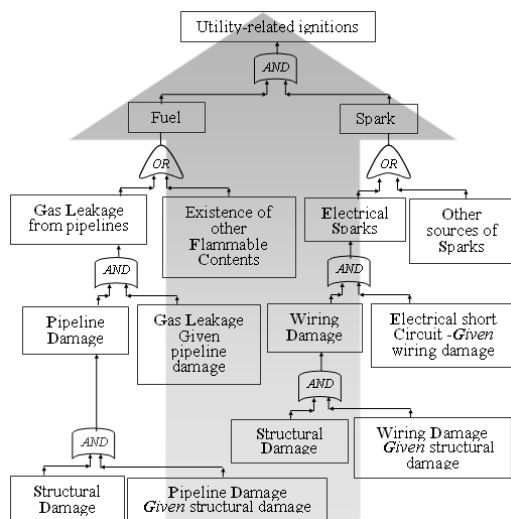 Utility-related ignitions
AND
Fuel
Spark
OR
OR
Gas Leakage
from pipelines
Existence of
other
Flammable
Contents
Electrical
Sparks
Other
sources of
Sparks
AND
AND
Pipeline
Damage
Gas Leakage
Given
pipeline
damage
Wiring
Damage
Electrical short
Circuit -Given
wiring damage
AND
Structural
Damage
Wiring Damage
Given structural
damage
AND
Structural
Damage
Pipeline Damage
Given structural damage